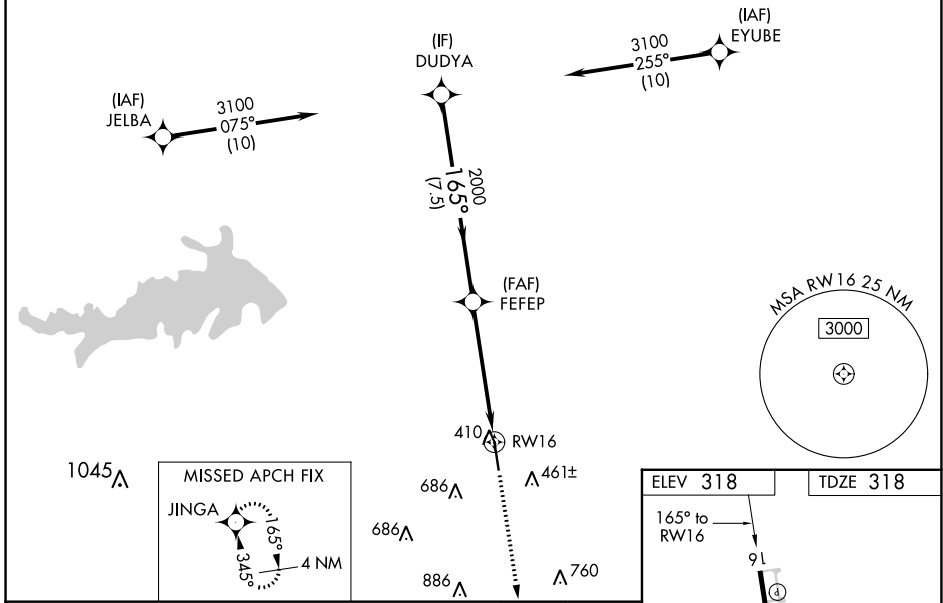 (IAF)
EYUBE
3100
255°
(10)
(IF)
DUDYA
(IAF)
JELBA
3100
075°
(10)
2000
165°
(7.5)
(FAF)
FEFEP
MSA RW16 25 NM
3000
410
RW16
1045
461±
686
686
886
760
MISSED APCH FIX
JINGA
165°
345°
4 NM
ELEV 318
TDZE 318
165° to
RW16
16
P